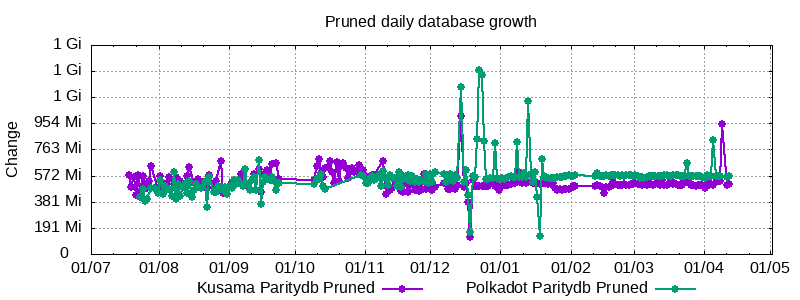 Pruned daily database growth
Change
1 Gi
1 Gi
1 Gi
954 Mi
763 Mi
572 Mi
381 Mi
191 Mi
0
01/07 01/08 01/09 01/10 01/11 01/12 01/01 01/02 01/03 01/04 01/05
Kusama Paritydb Pruned Polkadot Paritydb Pruned